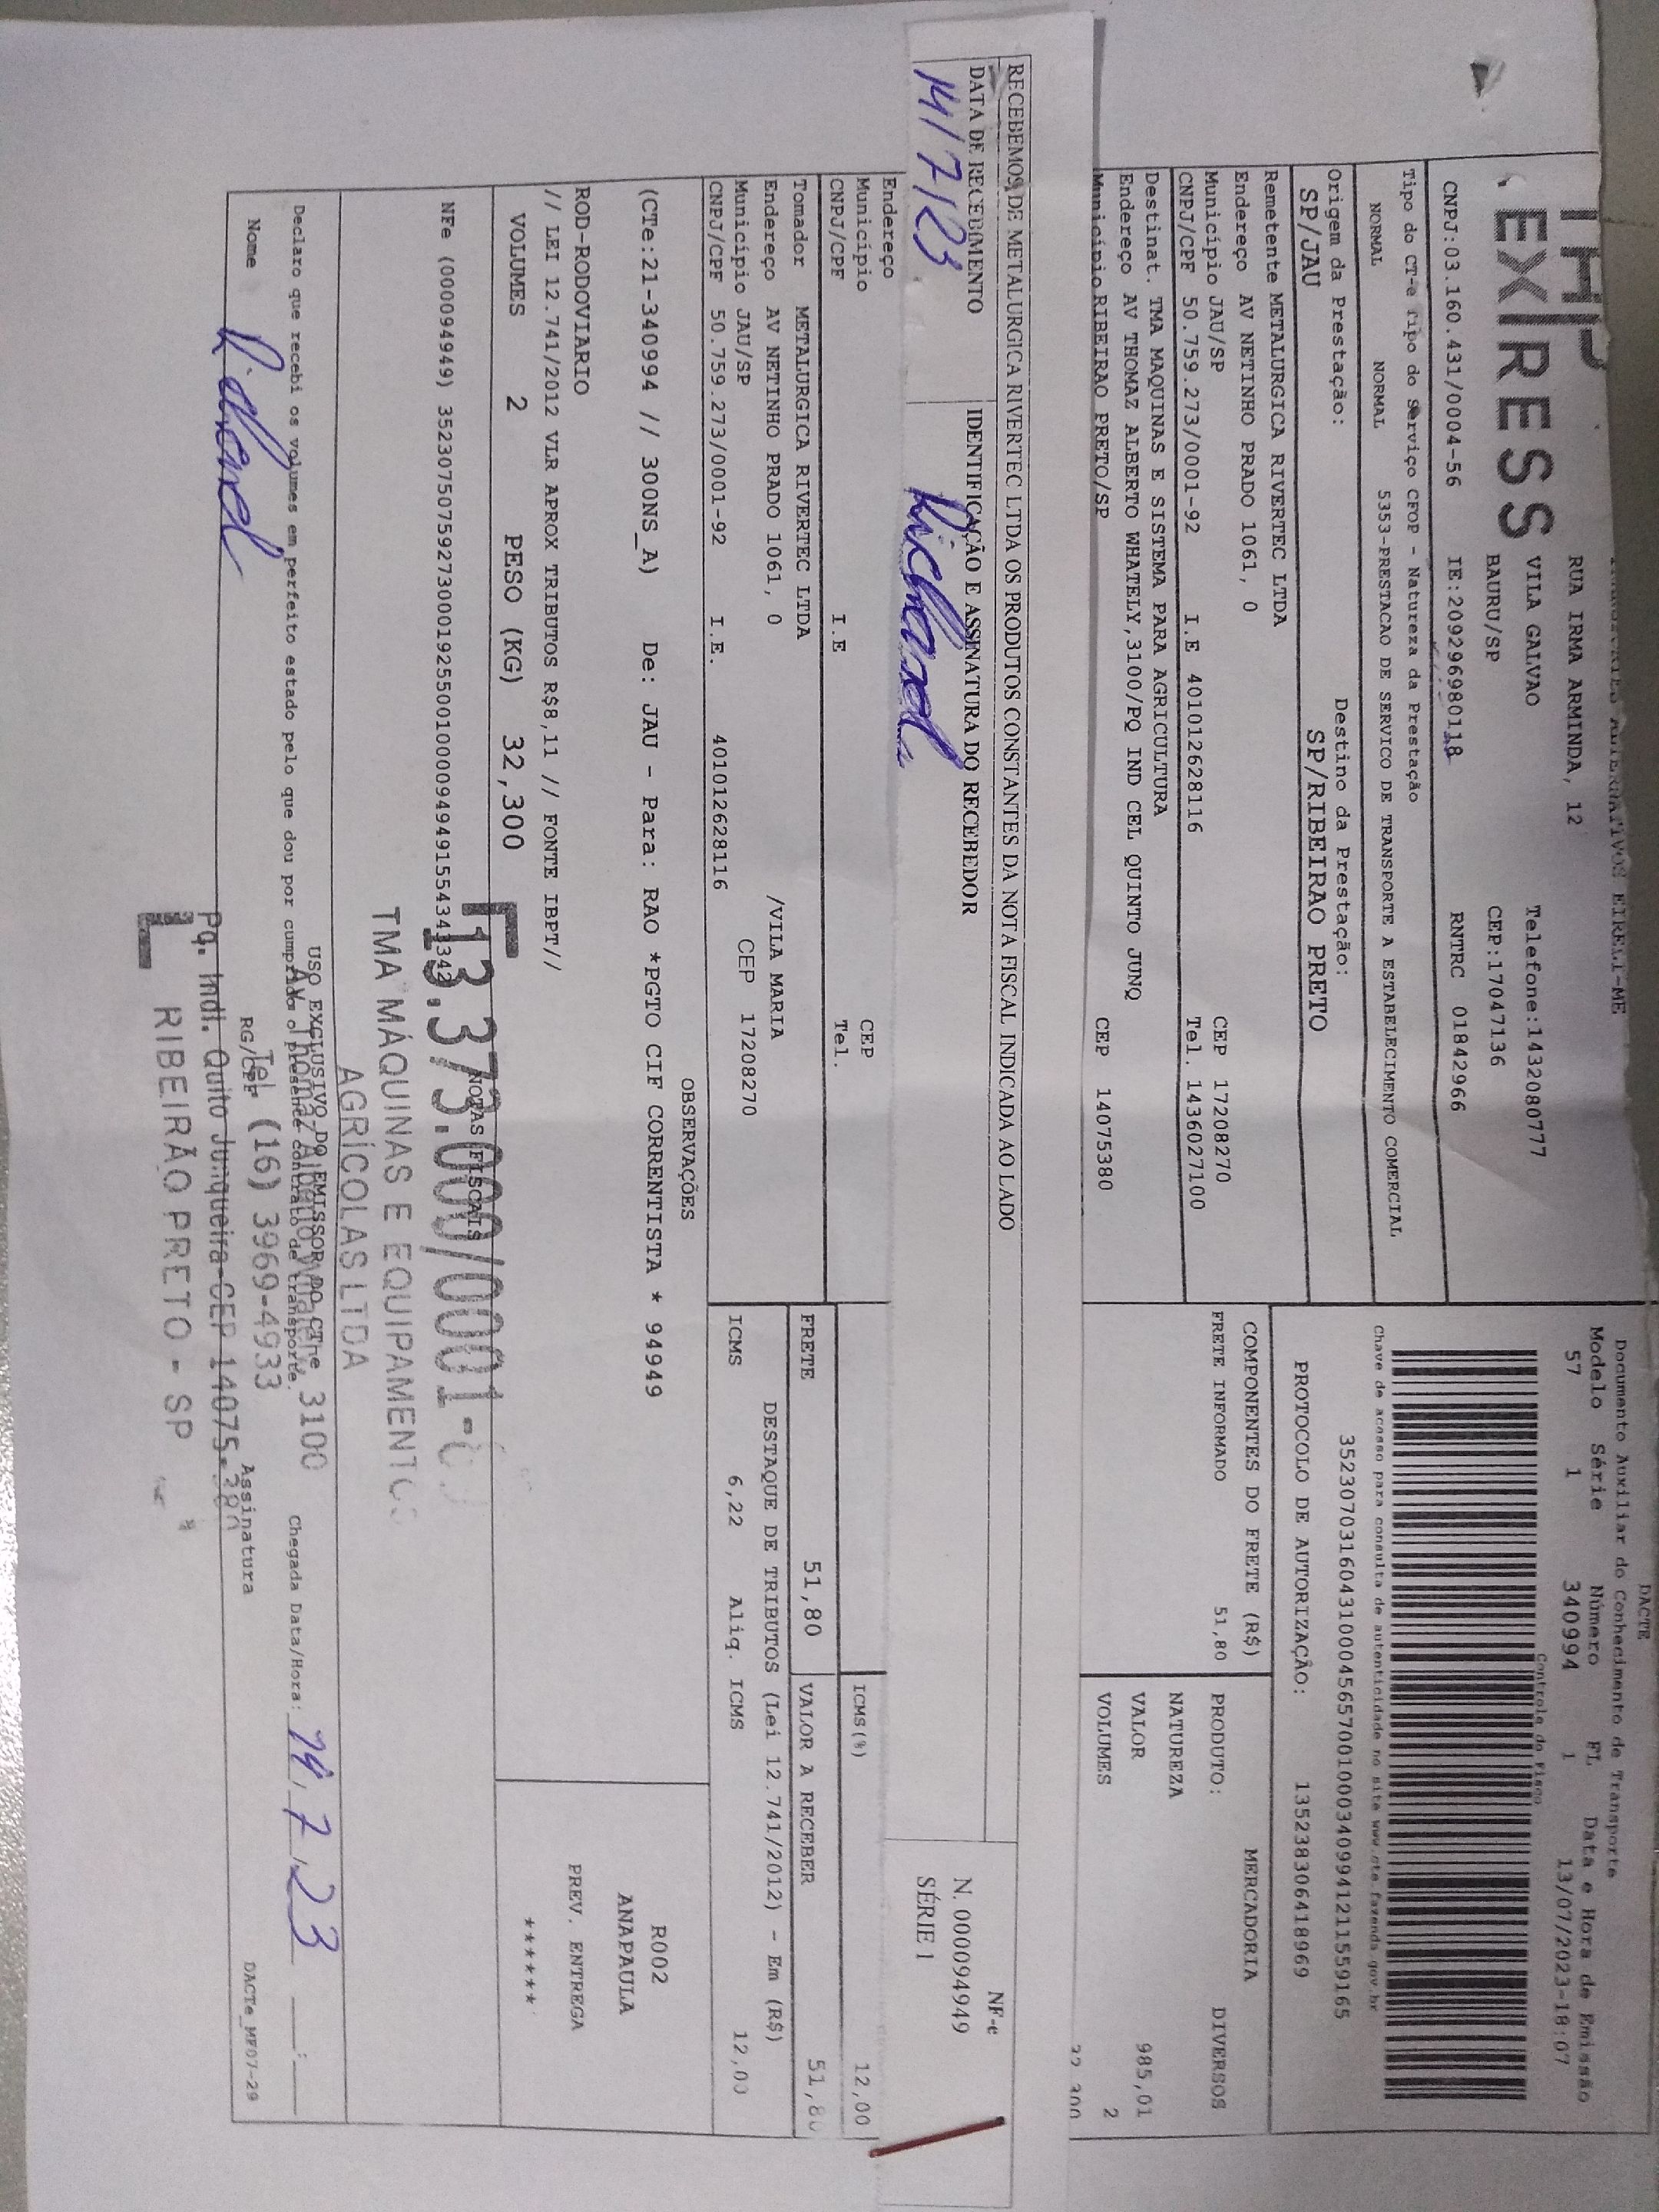 EXPRESS
RUA IRMA ARMINDA, 12
VILA GALVAO Telefone:1432080777
BAURU/SP CEP:17047136
CNPJ:03.160.431/0004-56 IE:209296980118 RNTRC 01842966
DACTE
Documento Auxiliar do Conhecimento de Transporte
Modelo Série Número FL Data e Hora de Emissão
57 1 340994 1 13/07/2023-18:07
Controle do Fisco
Chave de acesso para consulta de autenticidade no site www.cte.fazenda.gov.br
PROTOCOLO DE AUTORIZAÇÃO: 135238306418969
Tipo do CT-e Tipo do Serviço CFOP - Natureza da Prestação
NORMAL NORMAL 5353-PRESTACAO DE SERVICO DE TRANSPORTE A ESTABELECIMENTO COMERCIAL
Origem da Prestação: Destino da Prestação:
SP/JAU SP/RIBEIRAO PRETO
Remetente METALURGICA RIVERTEC LTDA
Endereço AV NETINHO PRADO 1061, 0 CEP 17208270
Município JAU/SP
CNPJ/CPF 50.759.273/0001-92 I.E 401012628116 Tel. 1436027100
Destinat. TMA MAQUINAS E SISTEMA PARA AGRICULTURA
Endereço AV THOMAZ ALBERTO WHATELY,3100/PQ IND CEL QUINTO JUNQ
Município RIBEIRAO PRETO/SP CEP 14075380
COMPONENTES DO FRETE (R$)
FRETE INFORMADO 51,80
MERCADORIA
PRODUTO: DIVERSOS
NATUREZA
VALOR 985,01
VOLUMES 2
RECEBEMOS DE METALURGICA RIVERTEC LTDA OS PRODUTOS CONSTANTES DA NOTA FISCAL INDICADA AO LADO
DATA DE RECEBIMENTO IDENTIFICAÇÃO E ASSINATURA DO RECEBEDOR
14/7/23 Richard
NF-e
N. 000094949
SÉRIE 1
Endereço
Município CEP
CNPJ/CPF I.E Tel.
ICMS(%) 12,00
Tomador METALURGICA RIVERTEC LTDA
Endereço AV NETINHO PRADO 1061, 0 /VILA MARIA
Município JAU/SP CEP 17208270
CNPJ/CPF 50.759.273/0001-92 I.E. 401012628116
FRETE 51,80 VALOR A RECEBER 51,80
DESTAQUE DE TRIBUTOS (Lei 12.741/2012) - Em (R$)
ICMS 6,22 Aliq. ICMS 12,00
OBSERVAÇÕES
(CTe:21-340994 // 300NS_A) De: JAU - Para: RAO *PGTO CIF CORRENTISTA * 94949
R002
ANAPAULA
PREV. ENTREGA
******
ROD-RODOVIARIO
// LEI 12.741/2012 VLR APROX TRIBUTOS R$8,11 // FONTE IBPT//
VOLUMES 2 PESO (KG) 32,300
NOTAS FISCAIS
NFe (000094949)
13.373.000/0001-
TMA MÁQUINAS E EQUIPAMENTOS
AGRÍCOLAS LTDA
USO EXCLUSIVO DO EMISSOR DO CT
Declaro que recebi os volumes em perfeito estado pelo que dou por cumprido o presente contrato de transporte.
Av. Thomaz Alberto Whately, 3100
Chegada Data/Hora: 14/7/23
Nome Richard RG/CPF Assinatura
Tel. (16) 3969-4933
Pq. Indl. Quito Junqueira-CEP 14075-380
RIBEIRÃO PRETO - SP
DACTe_MF07-29